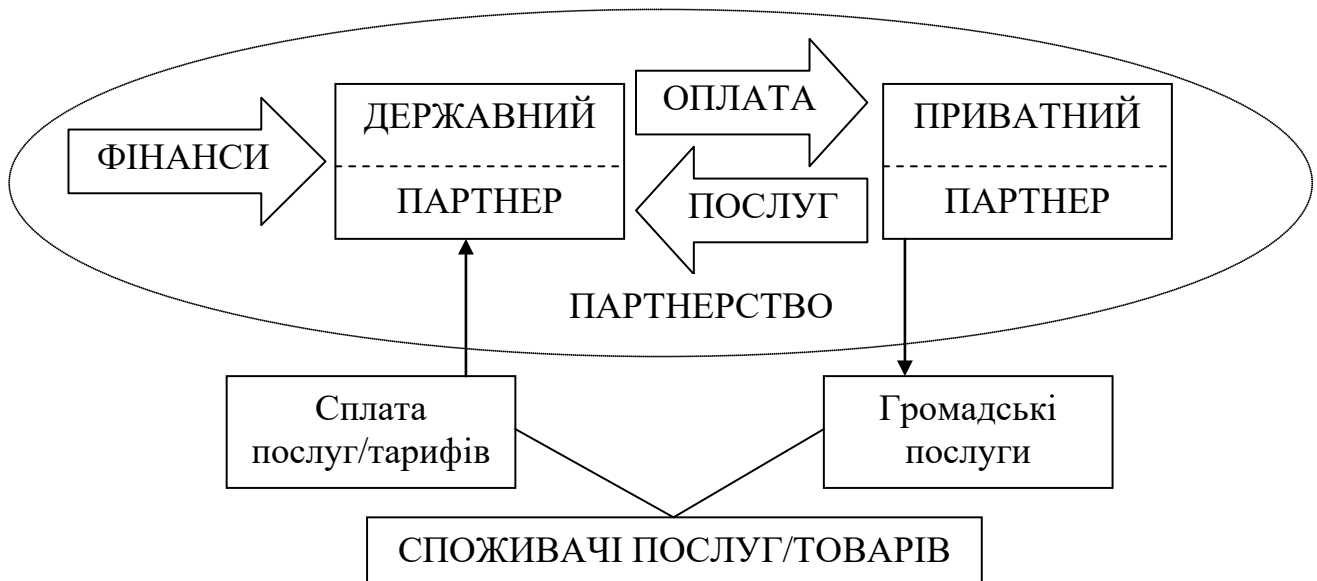 ФІНАНСИ
ДЕРЖАВНИЙ
ПАРТНЕР
ОПЛАТА
ПОСЛУГ
ПРИВАТНИЙ
ПАРТНЕР
ПАРТНЕРСТВО
Сплата
послуг/тарифів
Громадські
послуги
СПОЖИВАЧІ ПОСЛУГ/ТОВАРІВ